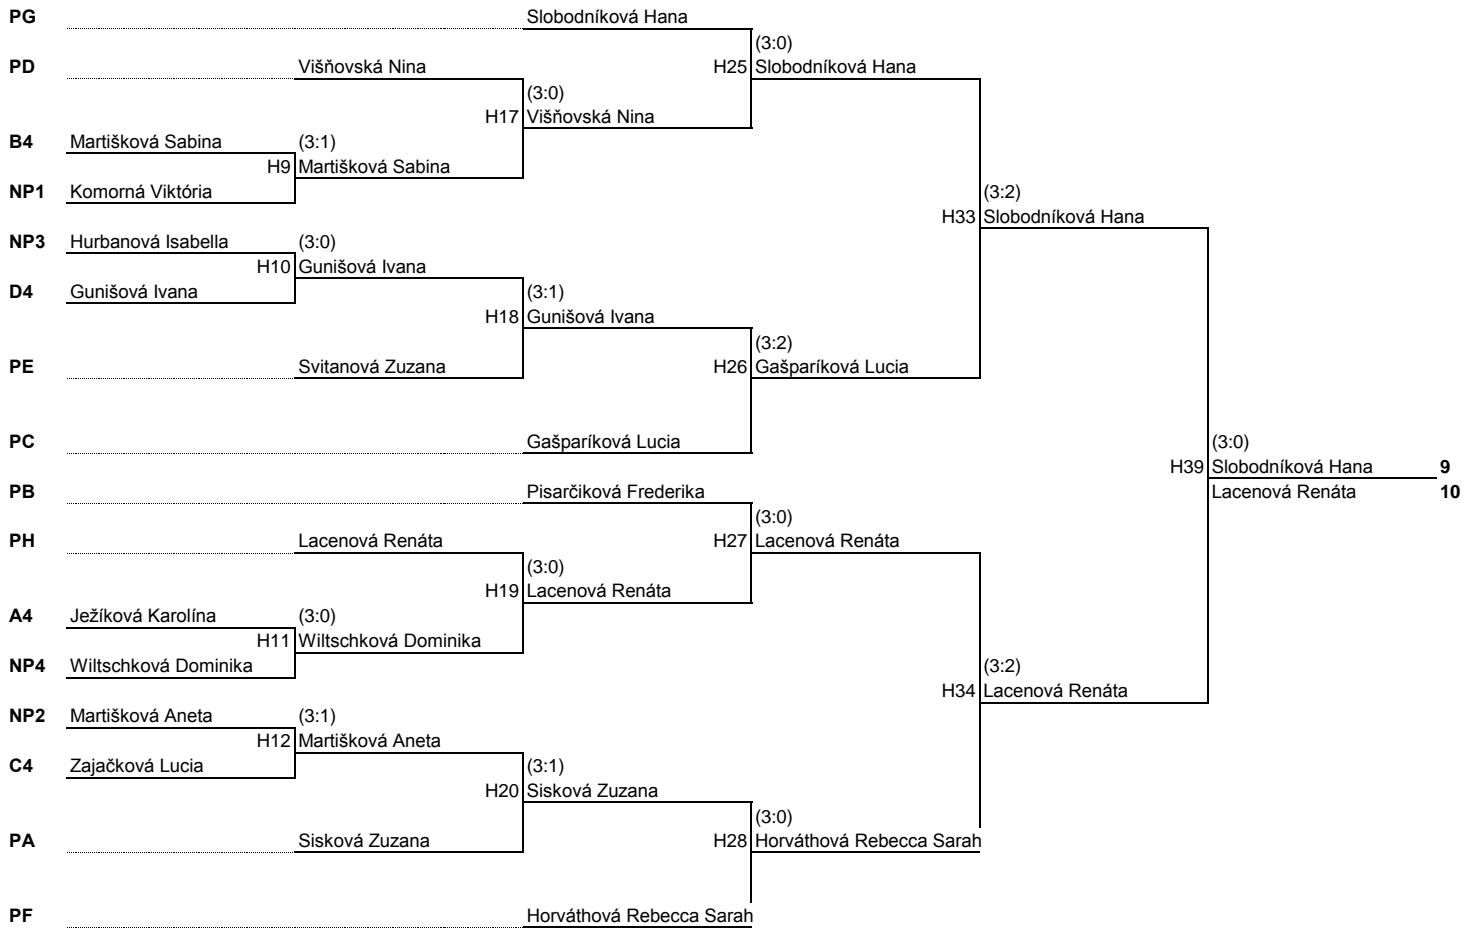 PG Slobodníková Hana
(3:0)
PD Višňovská Nina H25 Slobodníková Hana
(3:0)
H17 Višňovská Nina
B4 Martišková Sabina (3:1)
H9 Martišková Sabina
NP1 Komorná Viktória (3:2)
H33 Slobodníková Hana
NP3 Hurbanová Isabella (3:0)
H10 Gunišová Ivana
D4 Gunišová Ivana (3:1)
H18 Gunišová Ivana
(3:2)
PE Svitanová Zuzana H26 Gašparíková Lucia
PC Gašparíková Lucia (3:0)
H39 Slobodníková Hana 9
PB Pisarčiková Frederika Lacenová Renáta 10
(3:0)
PH Lacenová Renáta H27 Lacenová Renáta
(3:0)
H19 Lacenová Renáta
A4 Ježíková Karolína (3:0)
H11 Wiltschková Dominika
NP4 Wiltschková Dominika (3:2)
H34 Lacenová Renáta
NP2 Martišková Aneta (3:1)
H12 Martišková Aneta
C4 Zajačková Lucia (3:1)
H20 Sisková Zuzana
(3:0)
PA Sisková Zuzana H28 Horváthová Rebecca Sarah
PF Horváthová Rebecca Sarah